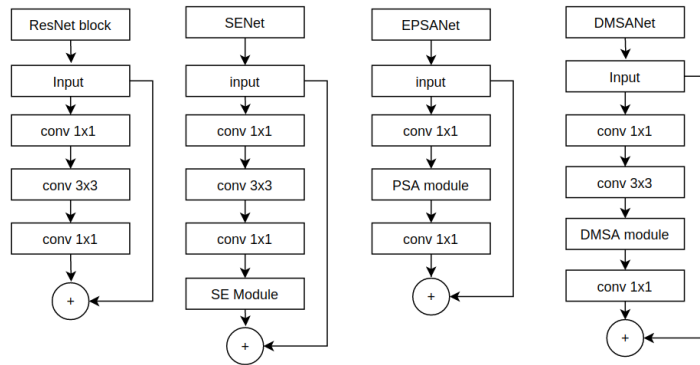 ResNet block
Input
conv 1x1
conv 3x3
conv 1x1
+
SENet
input
conv 1x1
conv 3x3
conv 1x1
SE Module
+
EPSANet
input
conv 1x1
PSA module
conv 1x1
+
DMSANet
Input
conv 1x1
conv 3x3
DMSA module
conv 1x1
+